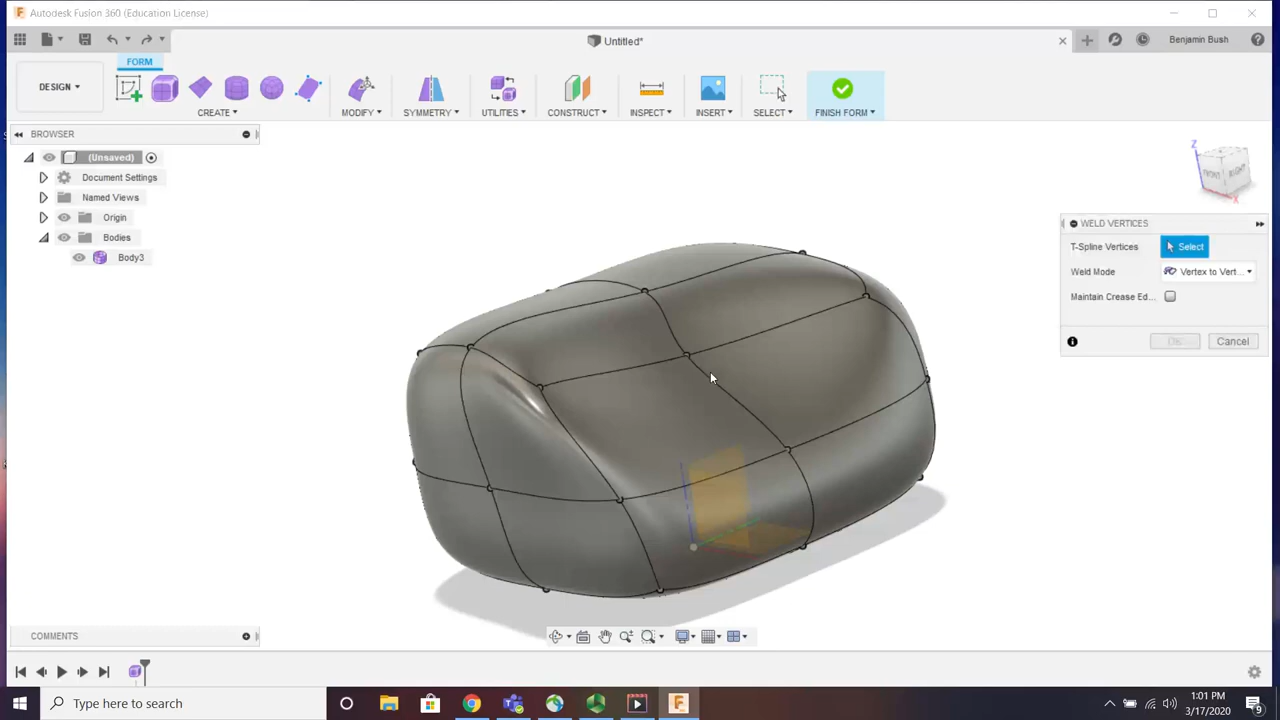 Autodesk Fusion 360 (Education License)
Untitled*
Benjamin Bush
FORM
DESIGN
CREATE
MODIFY
SYMMETRY
UTILITIES
CONSTRUCT
INSPECT
INSERT
SELECT
FINISH FORM
BROWSER
(Unsaved)
Document Settings
Named Views
Origin
Bodies
Body3
Z
FRONT
RIGHT
X
WELD VERTICES
T-Spline Vertices
Select
Weld Mode
Vertex to Vert...
Maintain Crease Ed...
OK
Cancel
COMMENTS
Type here to search
1:01 PM
3/17/2020